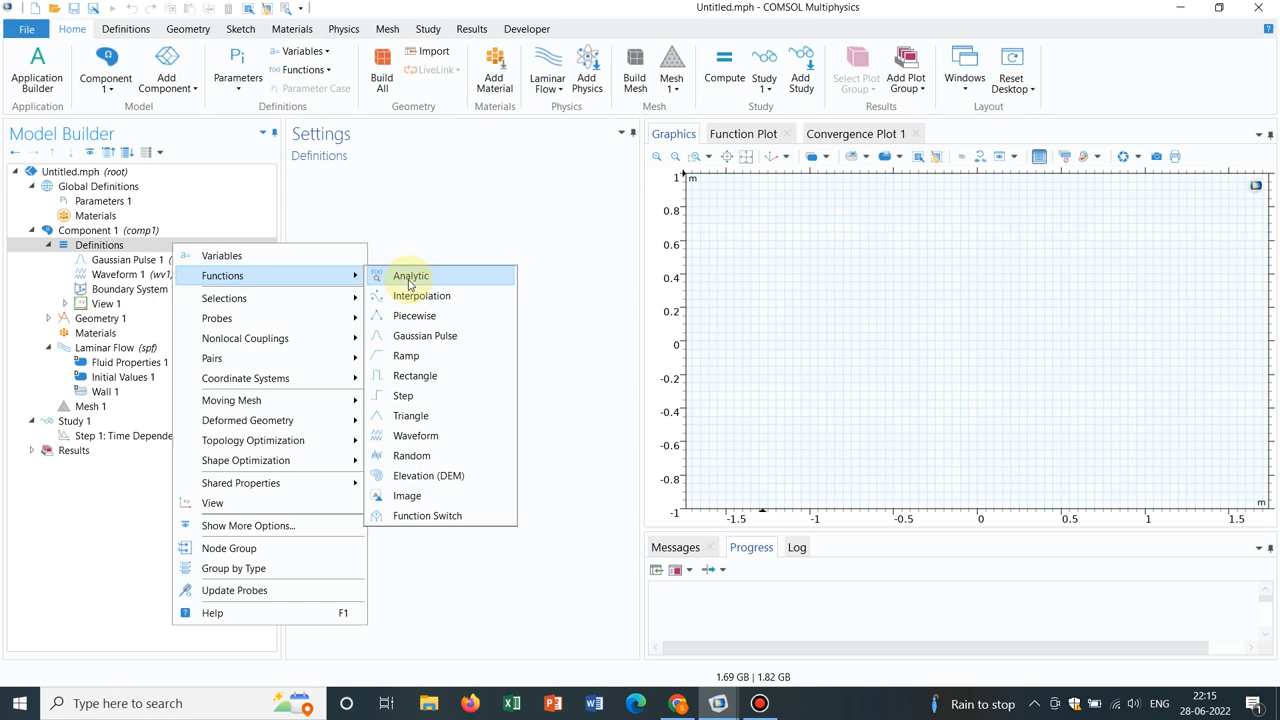 Untitled.mph - COMSOL Multiphysics
File Home Definitions Geometry Sketch Materials Physics Mesh Study Results Developer
Application Builder
Component 1
Add Component
Parameters
a= Variables
f(x) Functions
Pi Parameter Case
Build All
Import
LiveLink
Add Material
Laminar Flow
Add Physics
Build Mesh
Mesh 1
Compute
Study 1
Add Study
Select Plot Group
Add Plot Group
Windows
Reset Desktop
Application Model Definitions Geometry Materials Physics Mesh Study Results Layout
Model Builder
Untitled.mph (root)
Global Definitions
Pi Parameters 1
Materials
Component 1 (comp1)
Definitions
Gaussian Pulse 1
Waveform 1 (wv1)
Boundary System
View 1
Geometry 1
Materials
Laminar Flow (spf)
Fluid Properties 1
Initial Values 1
Wall 1
Mesh 1
Study 1
Step 1: Time Depende
Results
Settings
Definitions
a= Variables
Functions
Selections
Probes
Nonlocal Couplings
Pairs
Coordinate Systems
Moving Mesh
Deformed Geometry
Topology Optimization
Shape Optimization
Shared Properties
View
Show More Options...
Node Group
Group by Type
Update Probes
Help F1
Analytic
Interpolation
Piecewise
Gaussian Pulse
Ramp
Rectangle
Step
Triangle
Waveform
Random
Elevation (DEM)
Image
Function Switch
Graphics Function Plot Convergence Plot 1
1
m
0.8
0.6
0.4
0.2
0
-0.2
-0.4
-0.6
-0.8
-1
m
-1.5 -1 -0.5 0 0.5 1 1.5
Messages Progress Log
1.69 GB | 1.82 GB
Type here to search
Rain to stop
ENG
22:15
28-06-2022
1